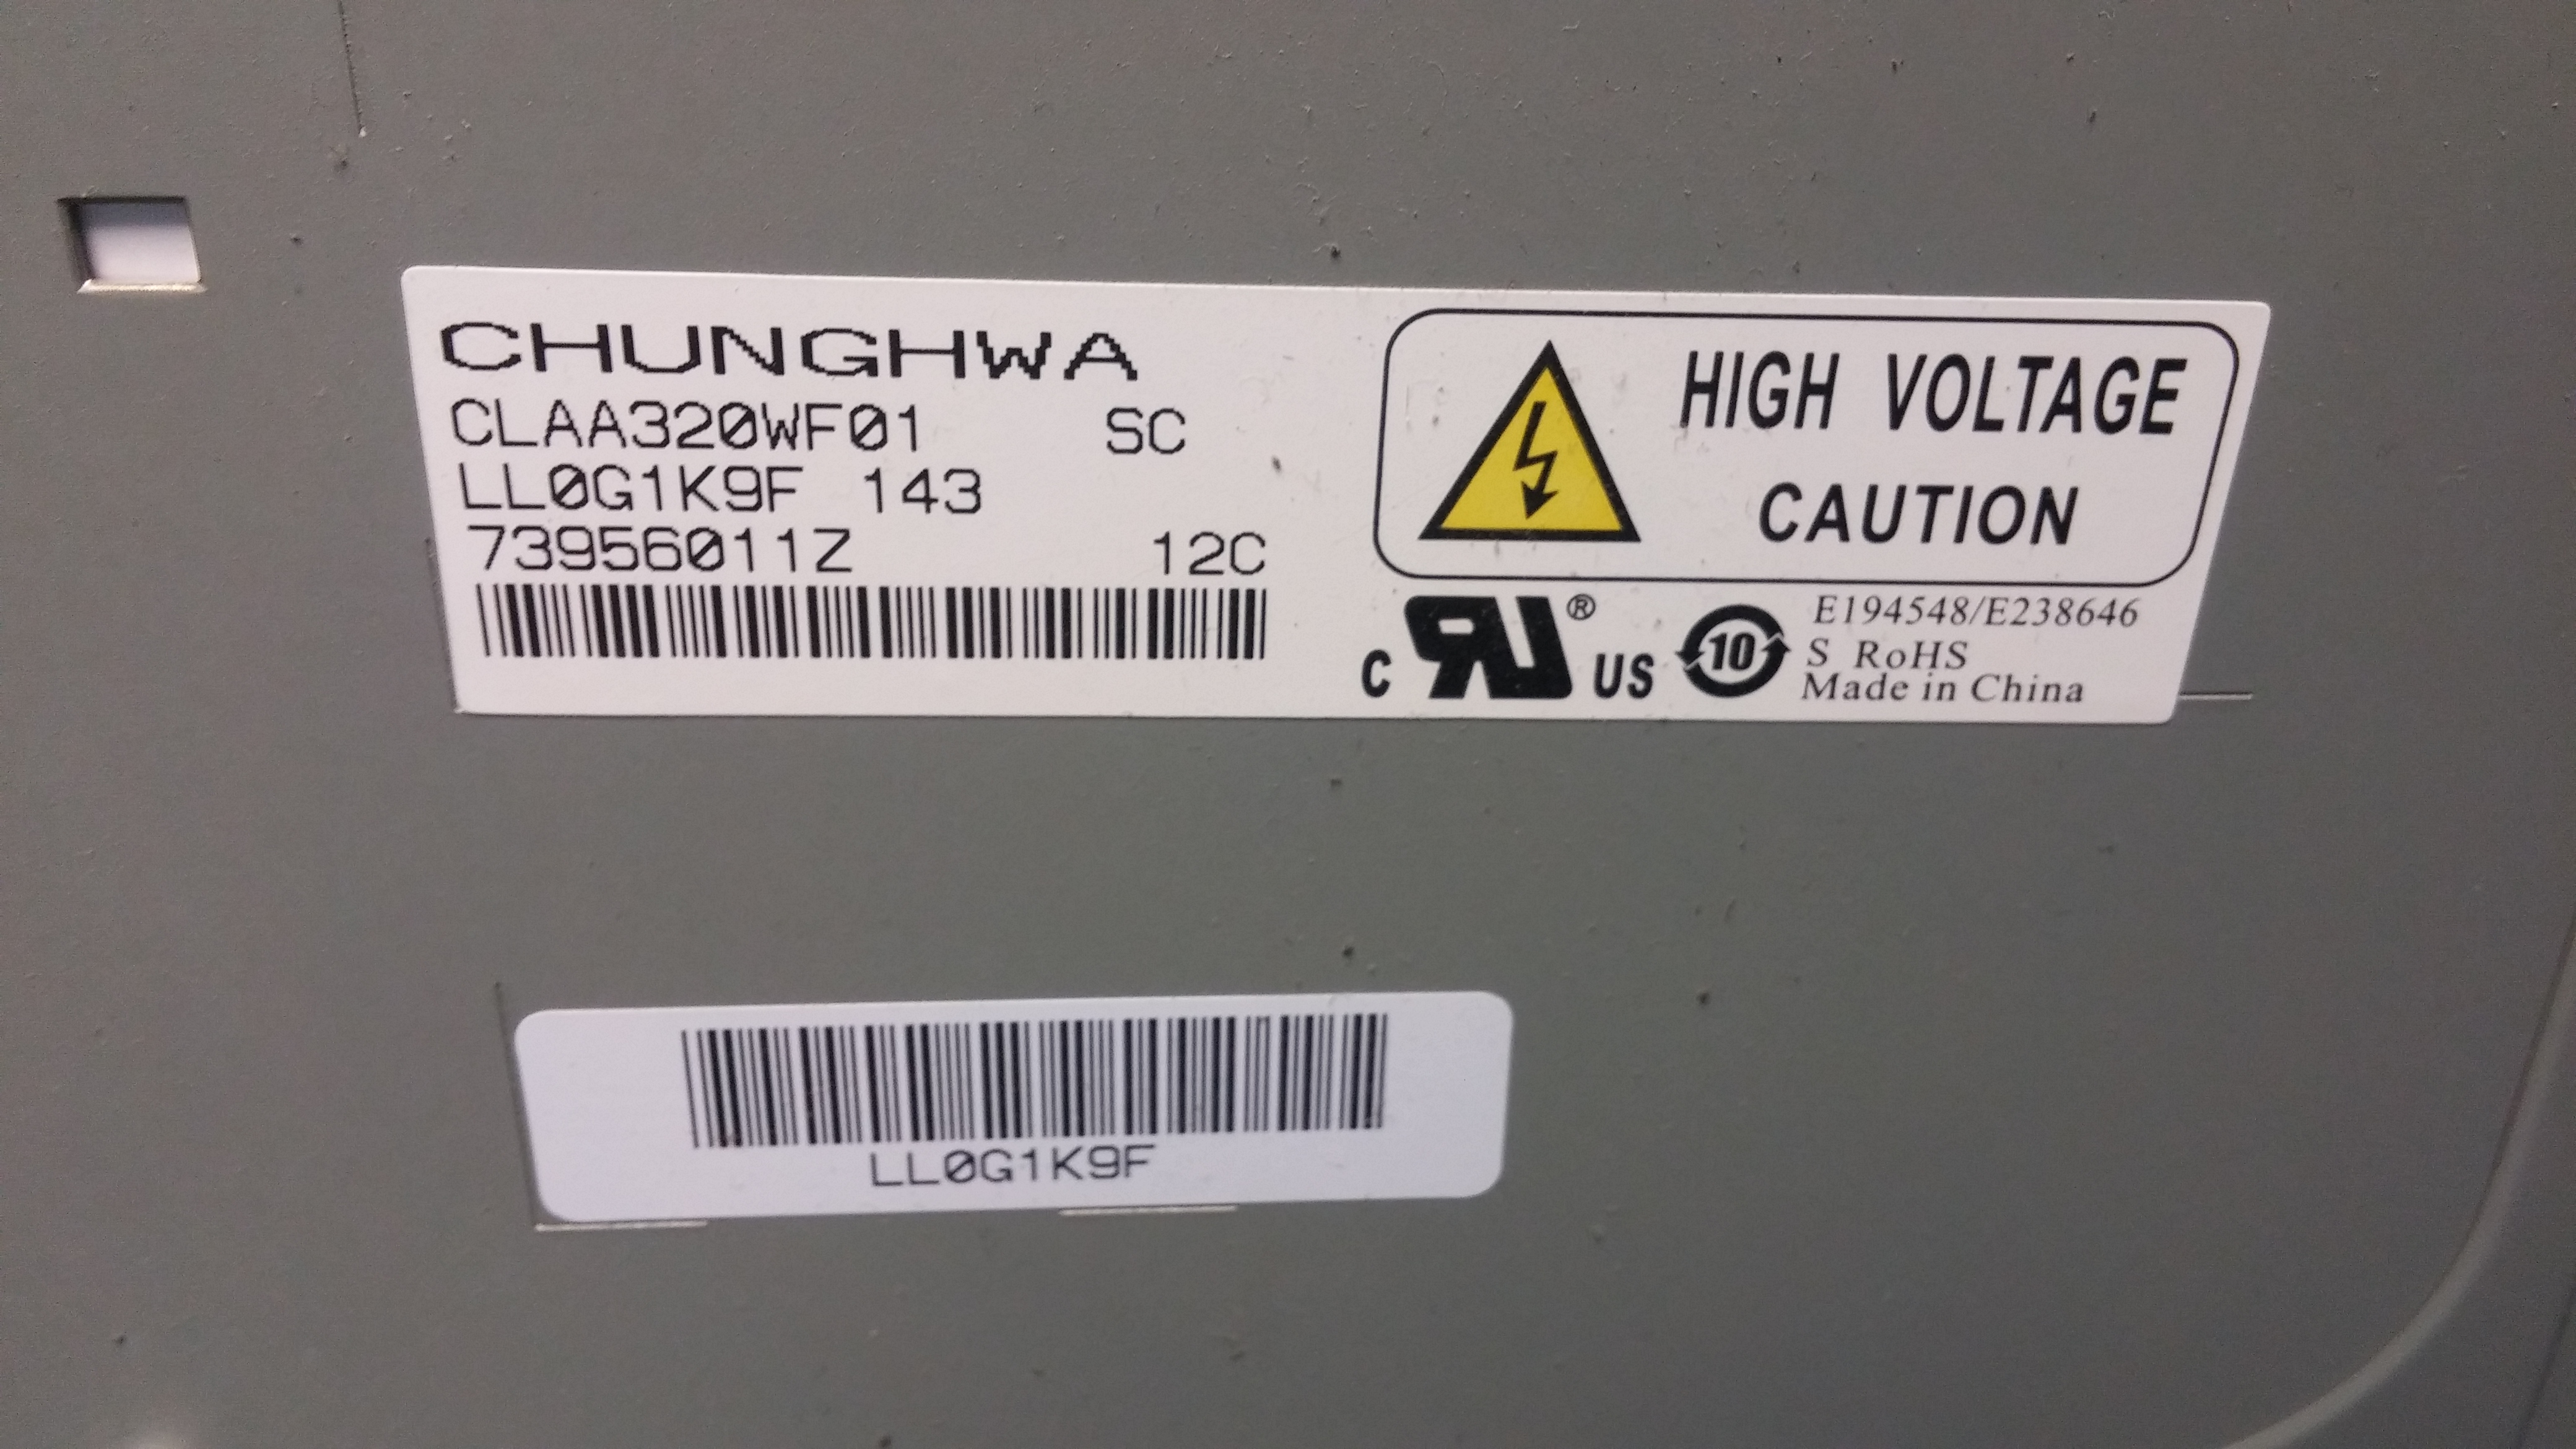 CHUNGHWA
CLAA320WF01 SC
LL0G1K9F 143
73956011Z 12C
HIGH VOLTAGE
CAUTION
C RU ® US
10
E194548/E238646
S RoHS
Made in China
LL0G1K9F